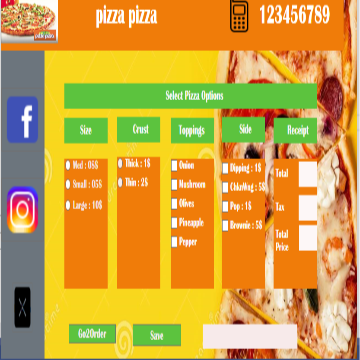 pizza pizza
123456789
Select Pizza Options
Size
Crust
Toppings
Side
Receipt
Med : 08$
Small : 05$
Large : 10$
Thick : 1$
Thin : 2$
Onion
Mushroom
Olives
Pineapple
Pepper
Dipping : 1$
ChkaWng : 5$
Pop : 1$
Brownie : 5$
Total
Tax
Total
Price
Go2Order
Save